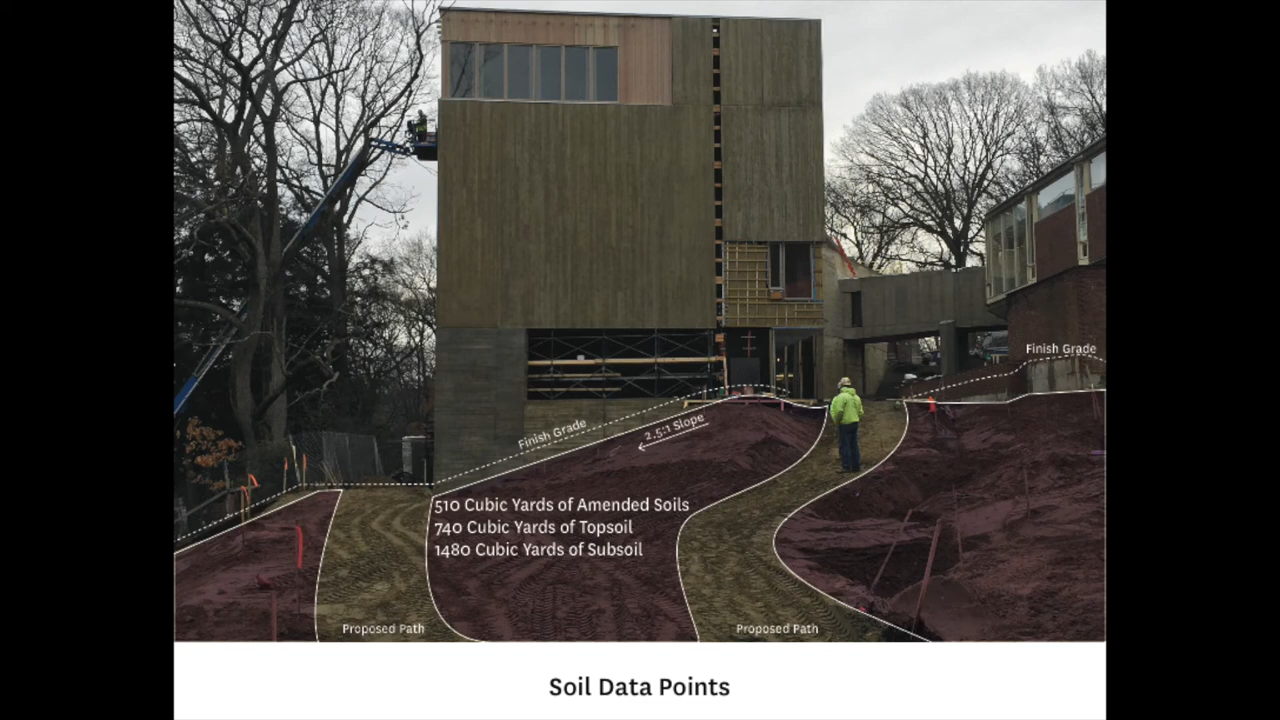 Finish Grade
Finish Grade
2.5:1 Slope
510 Cubic Yards of Amended Soils
740 Cubic Yards of Topsoil
1480 Cubic Yards of Subsoil
Proposed Path
Proposed Path
Soil Data Points